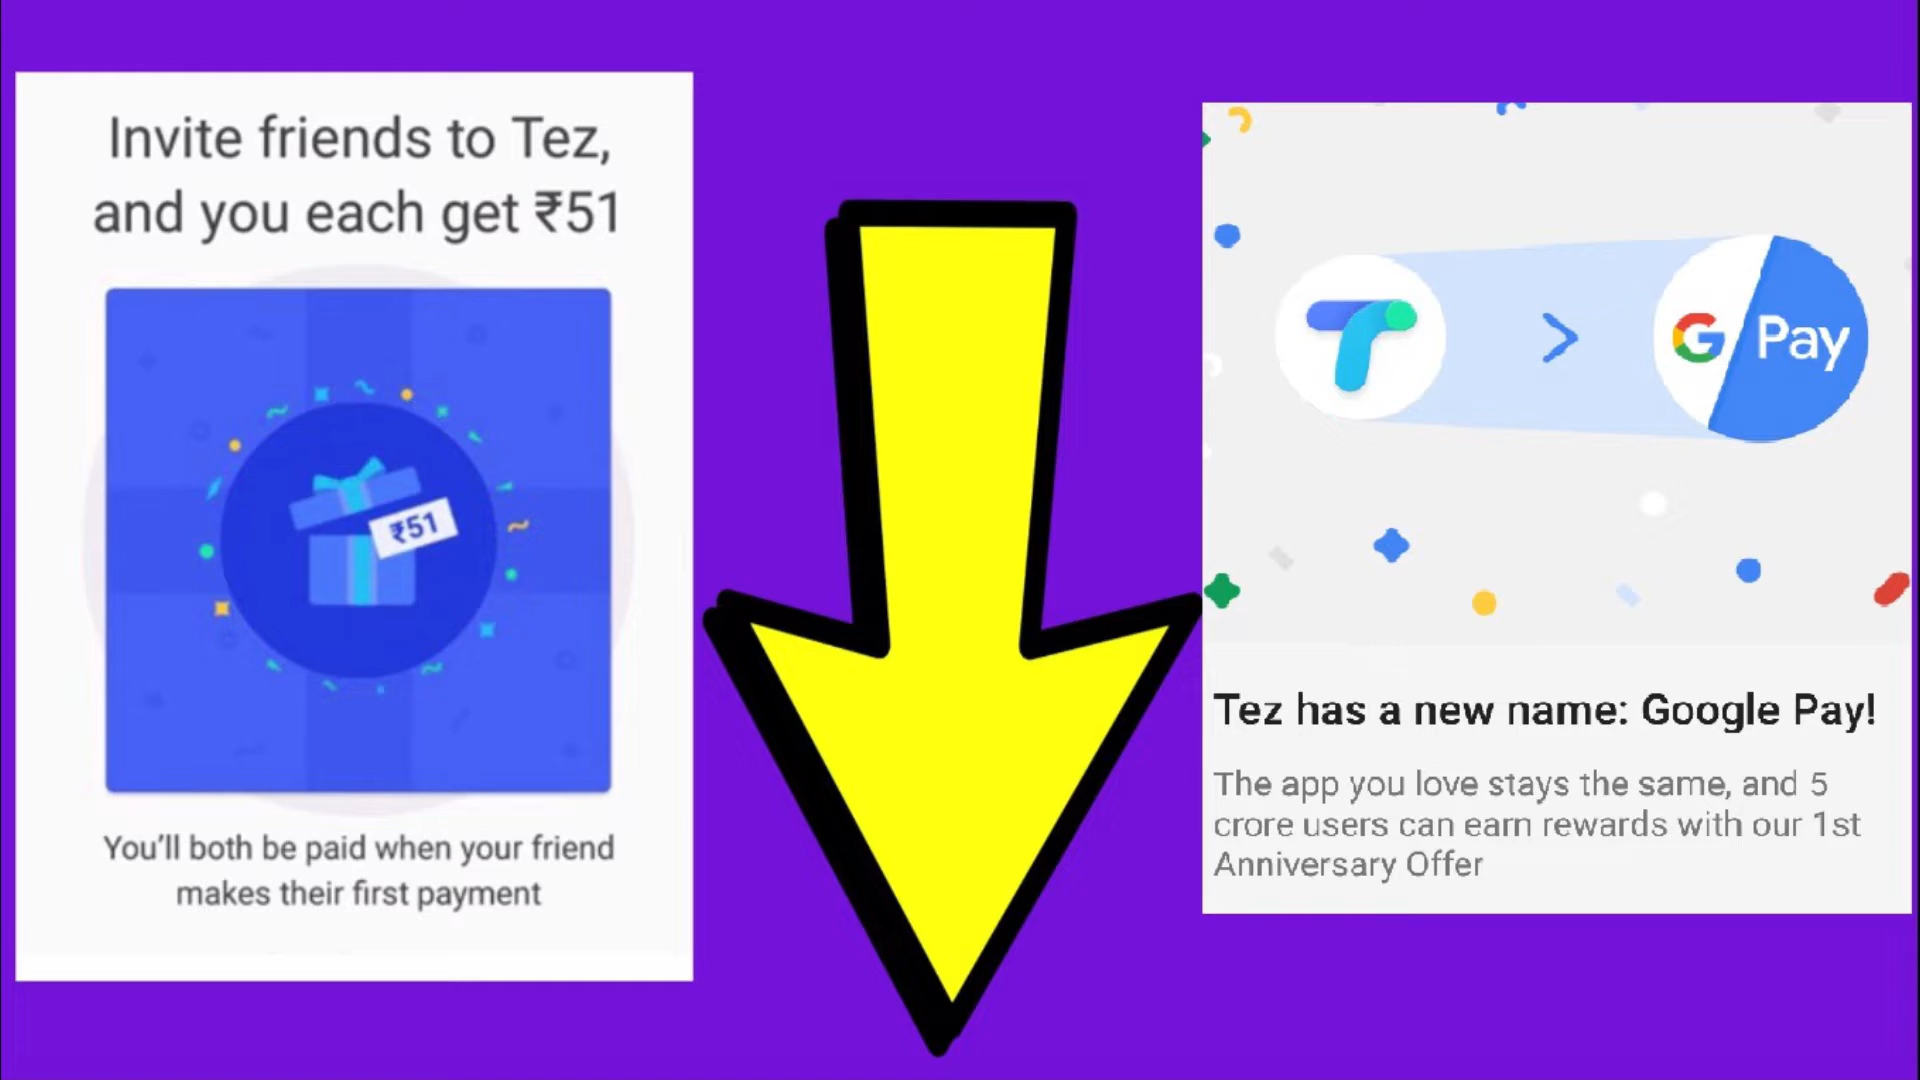 Invite friends to Tez,
and you each get ₹51
₹51
You'll both be paid when your friend
makes their first payment
G Pay
Tez has a new name: Google Pay!
The app you love stays the same, and 5
crore users can earn rewards with our 1st
Anniversary Offer